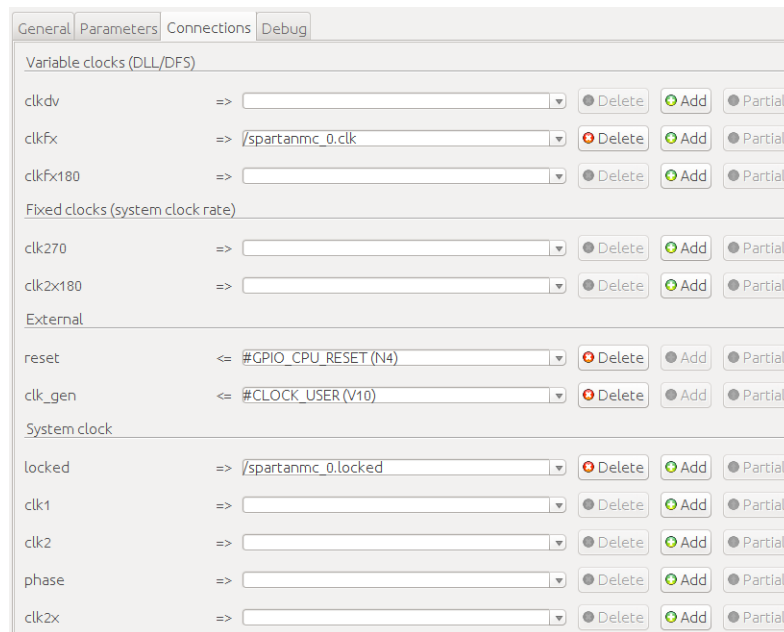 General Parameters Connections Debug
Variable clocks (DLL/DFS)
clkdv => Delete Add Partial
clkfx => /spartanmc_0.clk Delete Add Partial
clkfx180 => Delete Add Partial
Fixed clocks (system clock rate)
clk270 => Delete Add Partial
clk2x180 => Delete Add Partial
External
reset <= #GPIO_CPU_RESET (N4) Delete Add Partial
clk_gen <= #CLOCK_USER (V10) Delete Add Partial
System clock
locked => /spartanmc_0.locked Delete Add Partial
clk1 => Delete Add Partial
clk2 => Delete Add Partial
phase => Delete Add Partial
clk2x => Delete Add Partial